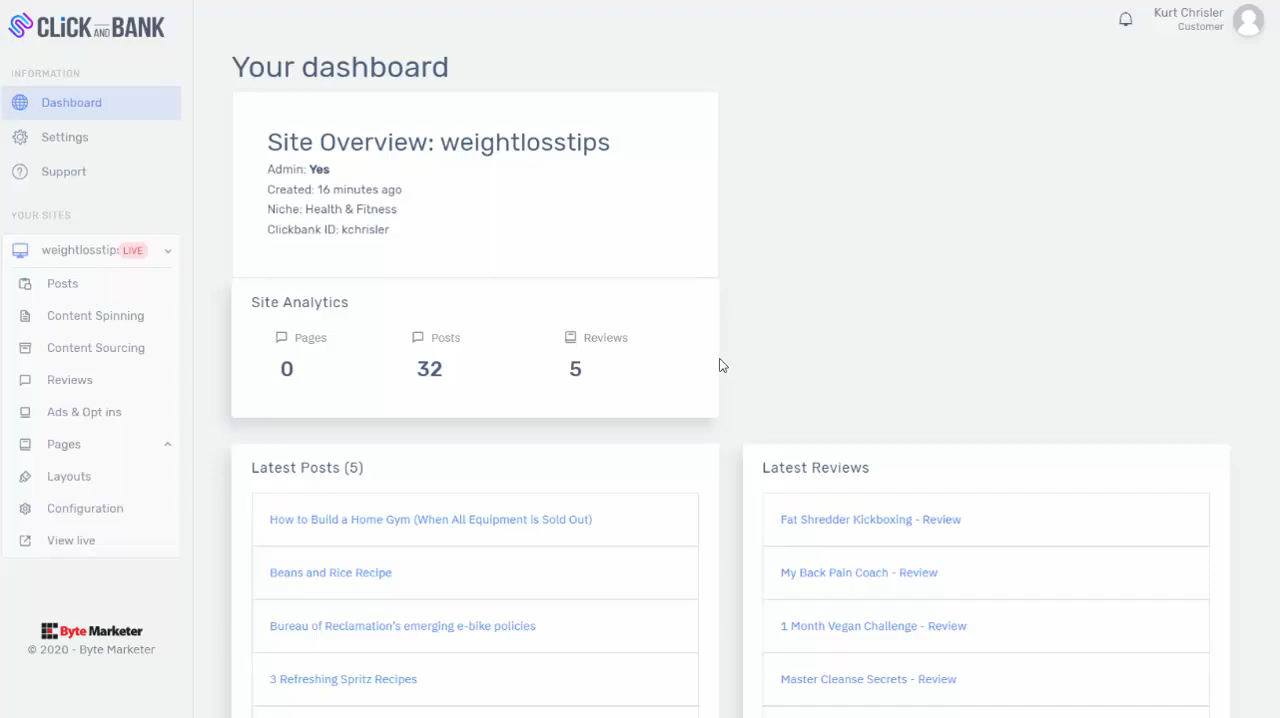 CLiCK AND BANK
Kurt Chrisler
Customer
INFORMATION
Dashboard
Settings
Support
YOUR SITES
weightlosstips LIVE
Posts
Content Spinning
Content Sourcing
Reviews
Ads & Opt ins
Pages
Layouts
Configuration
View live
Byte Marketer
© 2020 - Byte Marketer
Your dashboard
Site Overview: weightlosstips
Admin: Yes
Created: 16 minutes ago
Niche: Health & Fitness
Clickbank ID: kchrisler
Site Analytics
Pages
Posts
Reviews
0
32
5
Latest Posts (5)
How to Build a Home Gym (When All Equipment is Sold Out)
Beans and Rice Recipe
Bureau of Reclamation's emerging e-bike policies
3 Refreshing Spritz Recipes
Latest Reviews
Fat Shredder Kickboxing - Review
My Back Pain Coach - Review
1 Month Vegan Challenge - Review
Master Cleanse Secrets - Review